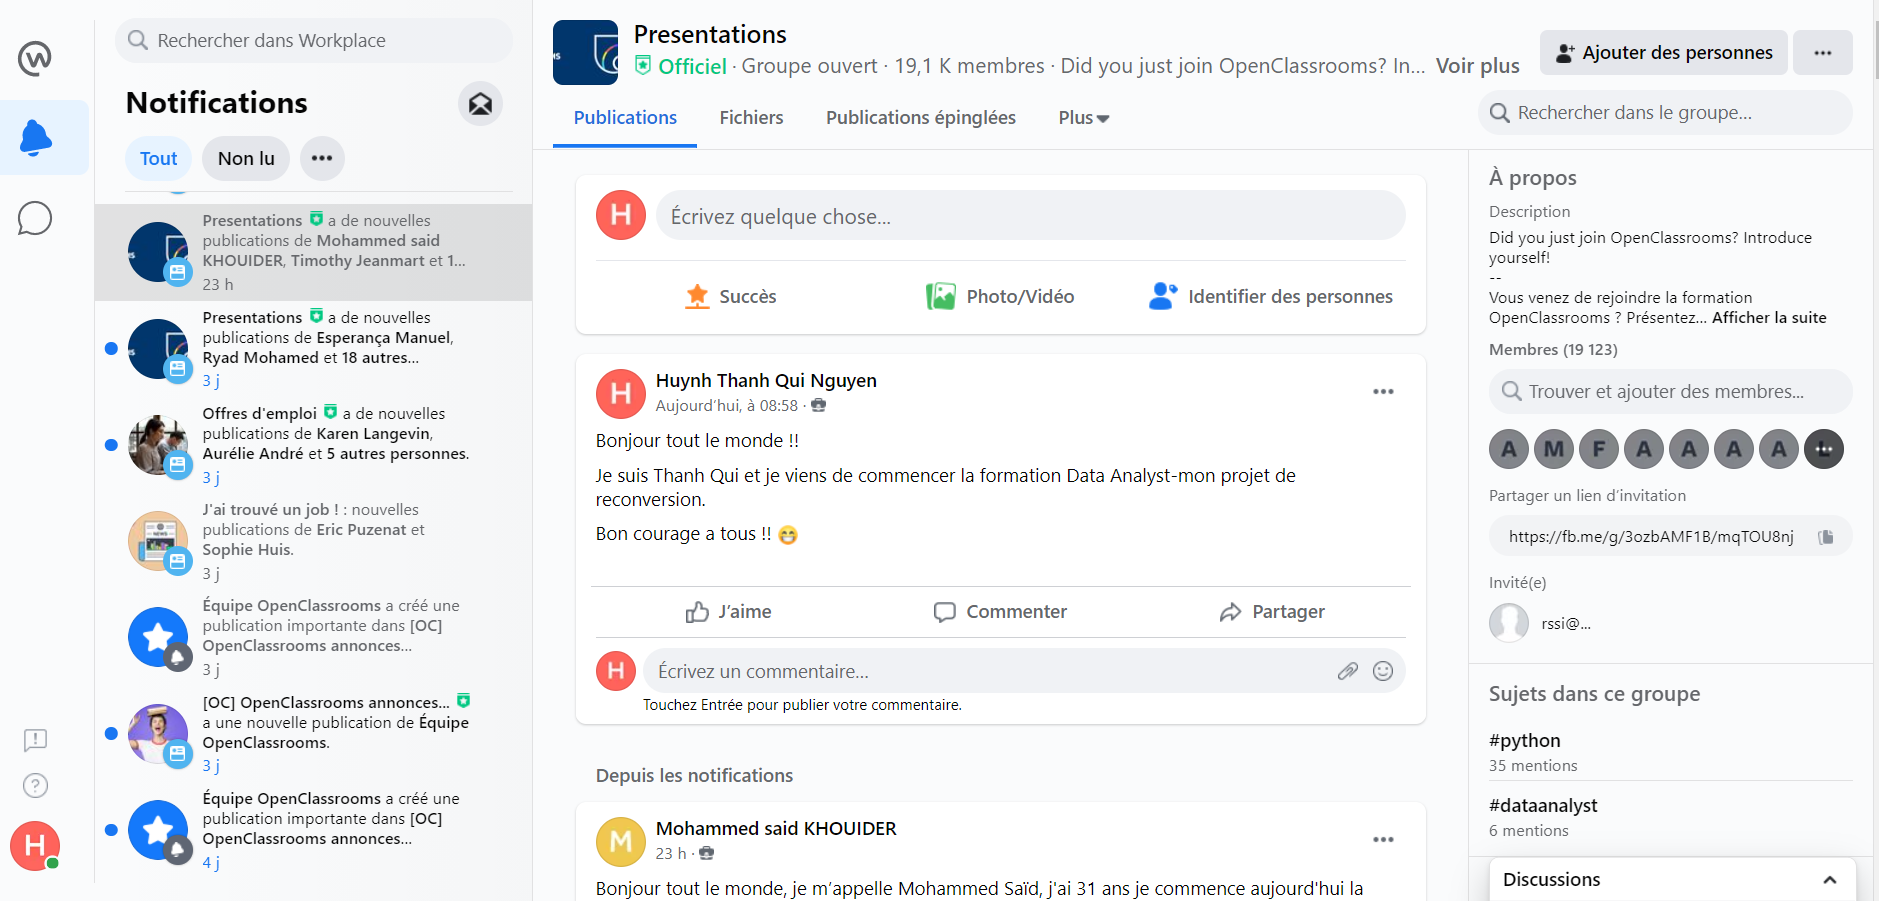 Rechercher dans Workplace
Notifications
Tout
Non lu
Presentations a de nouvelles
publications de Mohammed said
KHOUIDER, Timothy Jeanmart et 1...
23 h
Presentations a de nouvelles
publications de Esperança Manuel,
Ryad Mohamed et 18 autres...
3 j
Offres d'emploi a de nouvelles
publications de Karen Langevin,
Aurélie André et 5 autres personnes.
3 j
J'ai trouvé un job ! : nouvelles
publications de Eric Puzenat et
Sophie Huis.
3 j
Équipe OpenClassrooms a créé une
publication importante dans [OC]
OpenClassrooms annonces...
3 j
[OC] OpenClassrooms annonces...
a une nouvelle publication de Équipe
OpenClassrooms.
3 j
Équipe OpenClassrooms a créé une
publication importante dans [OC]
OpenClassrooms annonces...
4 j
H
Presentations
Officiel · Groupe ouvert · 19,1 K membres · Did you just join OpenClassrooms? In... Voir plus
Ajouter des personnes
Publications
Fichiers
Publications épinglées
Plus
Rechercher dans le groupe...
H
Écrivez quelque chose...
Succès
Photo/Vidéo
Identifier des personnes
H
Huynh Thanh Qui Nguyen
Aujourd’hui, à 08:58 ·
Bonjour tout le monde !!
Je suis Thanh Qui et je viens de commencer la formation Data Analyst-mon projet de
reconversion.
Bon courage a tous !! 😁
J’aime
Commenter
Partager
H
Écrivez un commentaire...
Touchez Entrée pour publier votre commentaire.
Depuis les notifications
M
Mohammed said KHOUIDER
23 h ·
Bonjour tout le monde, je m’appelle Mohammed Saïd, j'ai 31 ans je commence aujourd'hui la
À propos
Description
Did you just join OpenClassrooms? Introduce
yourself!
--
Vous venez de rejoindre la formation
OpenClassrooms ? Présentez... Afficher la suite
Membres (19 123)
Trouver et ajouter des membres...
A M F A A A A L
Partager un lien d’invitation
https://fb.me/g/3ozbAMF1B/mqTOU8nj
Invité(e)
rssi@...
Sujets dans ce groupe
#python
35 mentions
#dataanalyst
6 mentions
Discussions